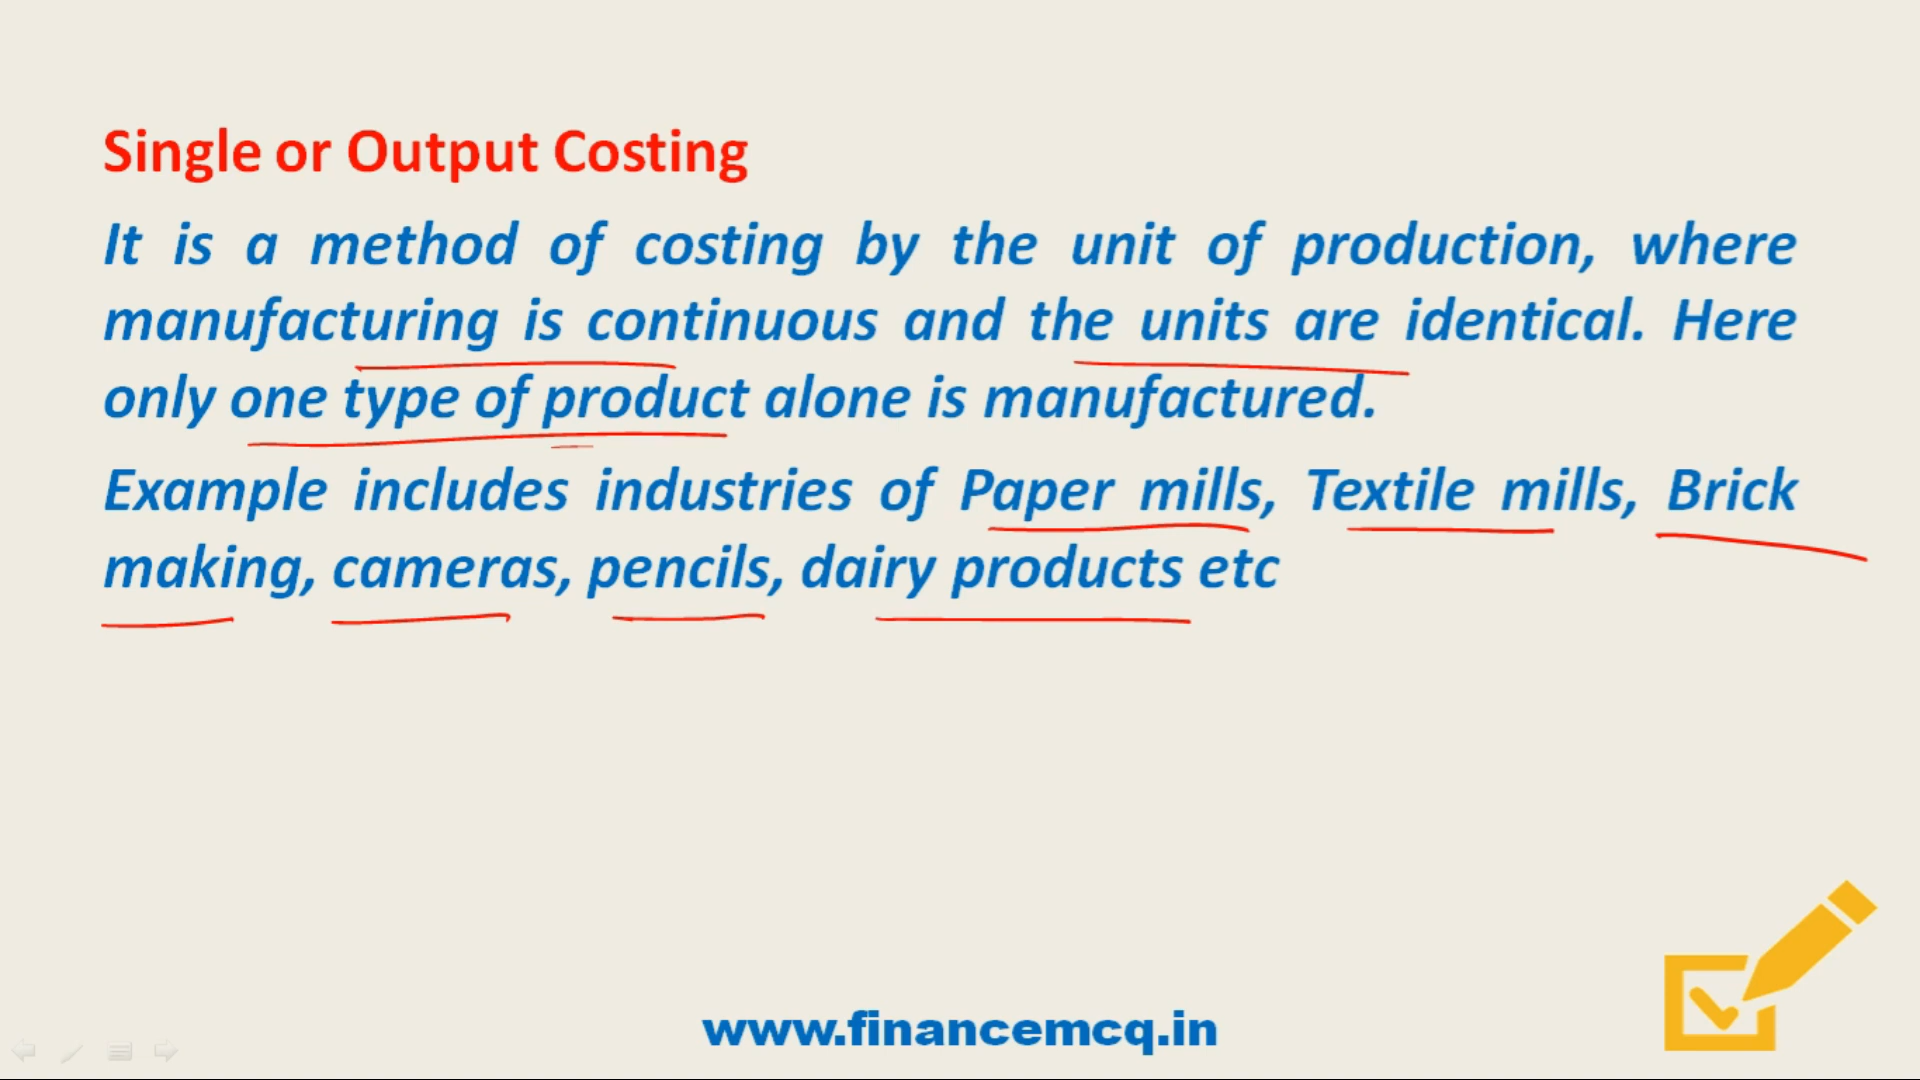 Single or Output Costing
It is a method of costing by the unit of production, where
manufacturing is continuous and the units are identical. Here
only one type of product alone is manufactured.
Example includes industries of Paper mills, Textile mills, Brick
making, cameras, pencils, dairy products etc
www.financemcq.in